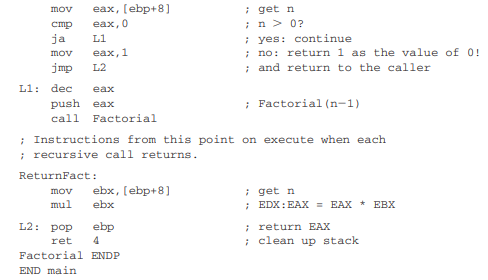 mov eax,[ebp+8] ; get n
cmp eax,0 ; n > 0?
ja L1 ; yes: continue
mov eax,1 ; no: return 1 as the value of 0!
jmp L2 ; and return to the caller
L1: dec eax
push eax ; Factorial(n−1)
call Factorial
; Instructions from this point on execute when each
; recursive call returns.
ReturnFact:
mov ebx,[ebp+8] ; get n
mul ebx ; EDX:EAX = EAX * EBX
L2: pop ebp ; return EAX
ret 4 ; clean up stack
Factorial ENDP
END main